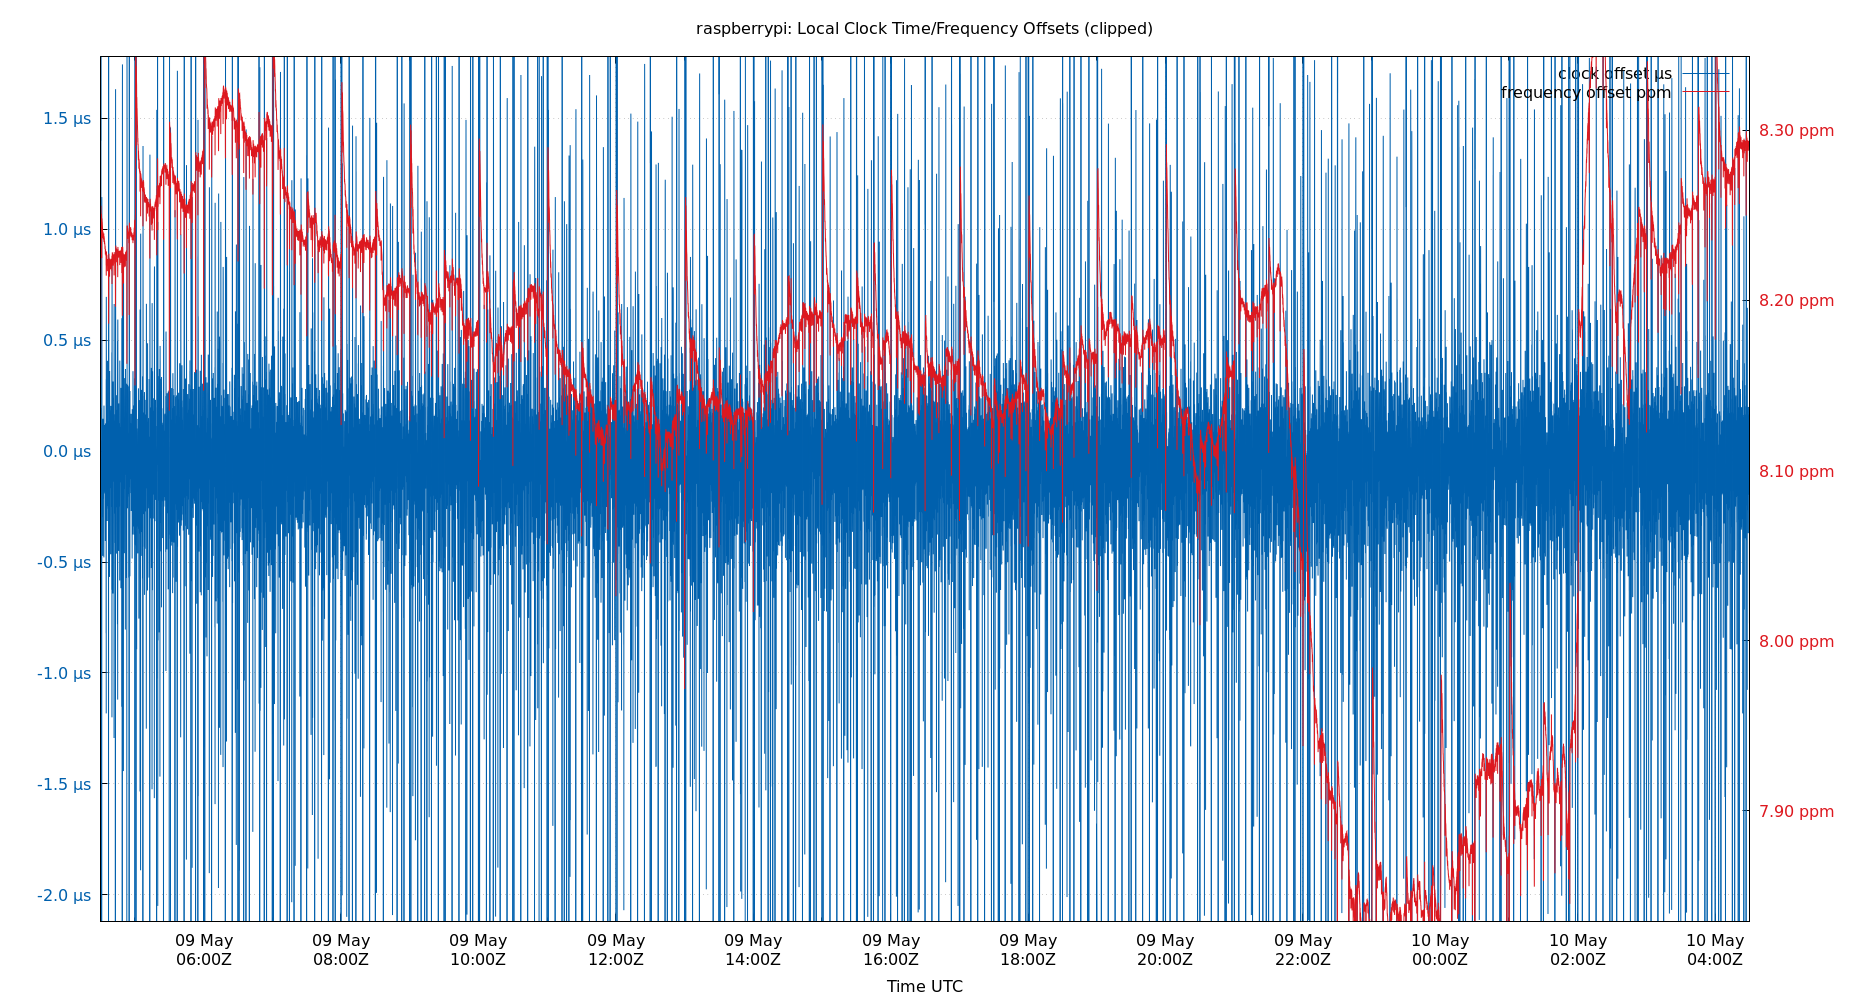 raspberrypi: Local Clock Time/Frequency Offsets (clipped)
clock offset µs
frequency offset ppm
1.5 µs
1.0 µs
0.5 µs
0.0 µs
-0.5 µs
-1.0 µs
-1.5 µs
-2.0 µs
8.30 ppm
8.20 ppm
8.10 ppm
8.00 ppm
7.90 ppm
09 May 09 May 09 May 09 May 09 May 09 May 09 May 09 May 09 May 10 May 10 May 10 May
06:00Z 08:00Z 10:00Z 12:00Z 14:00Z 16:00Z 18:00Z 20:00Z 22:00Z 00:00Z 02:00Z 04:00Z
Time UTC